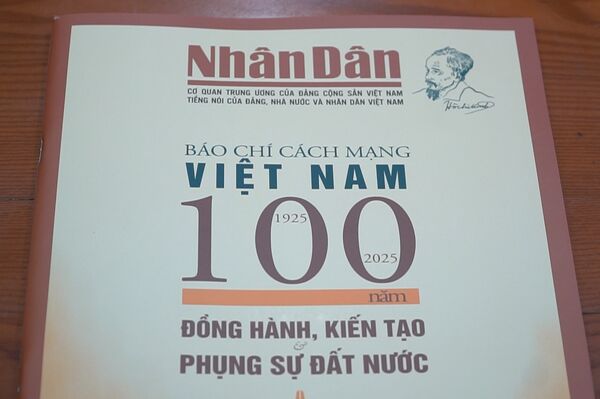 Nhân Dân
CƠ QUAN TRUNG ƯƠNG CỦA ĐẢNG CỘNG SẢN VIỆT NAM
TIẾNG NÓI CỦA ĐẢNG, NHÀ NƯỚC VÀ NHÂN DÂN VIỆT NAM
BÁO CHÍ CÁCH MẠNG
VIỆT NAM
100
1925
2025
năm
ĐỒNG HÀNH, KIẾN TẠO
&
PHỤNG SỰ ĐẤT NƯỚC